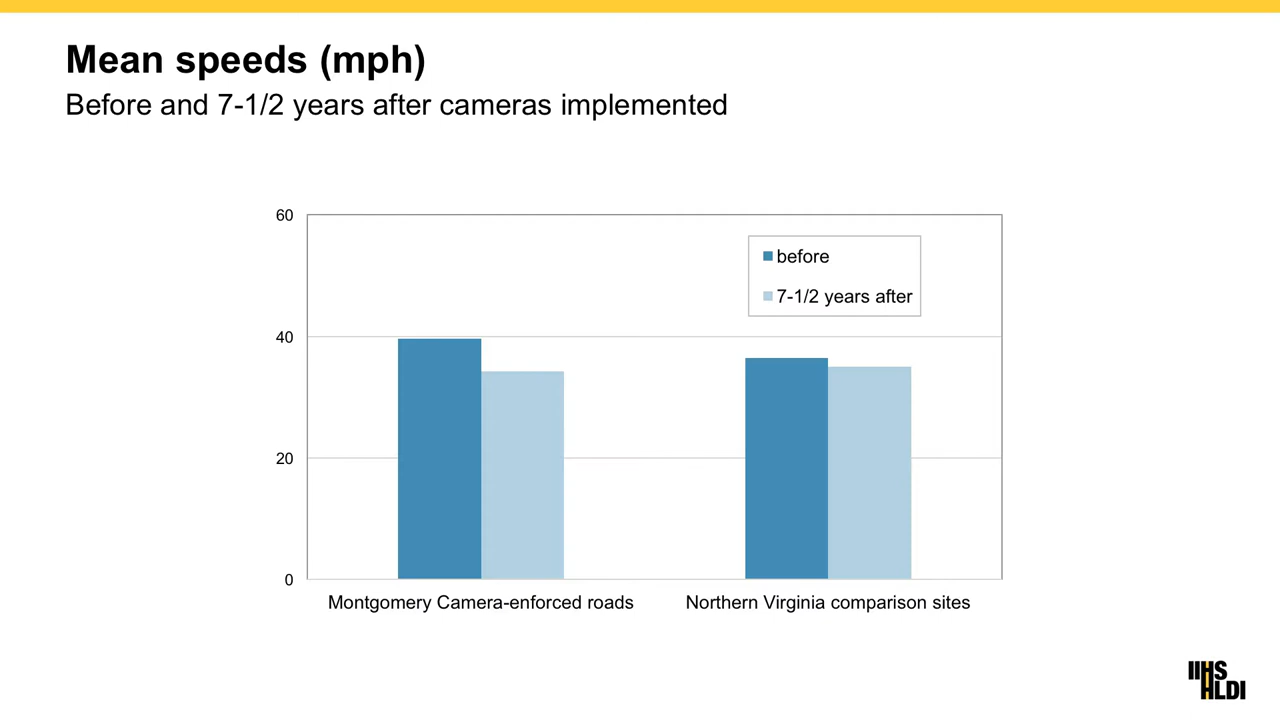 Mean speeds (mph)
Before and 7-1/2 years after cameras implemented
60
before
7-1/2 years after
40
20
0
Montgomery Camera-enforced roads
Northern Virginia comparison sites
IIHS
HLDI